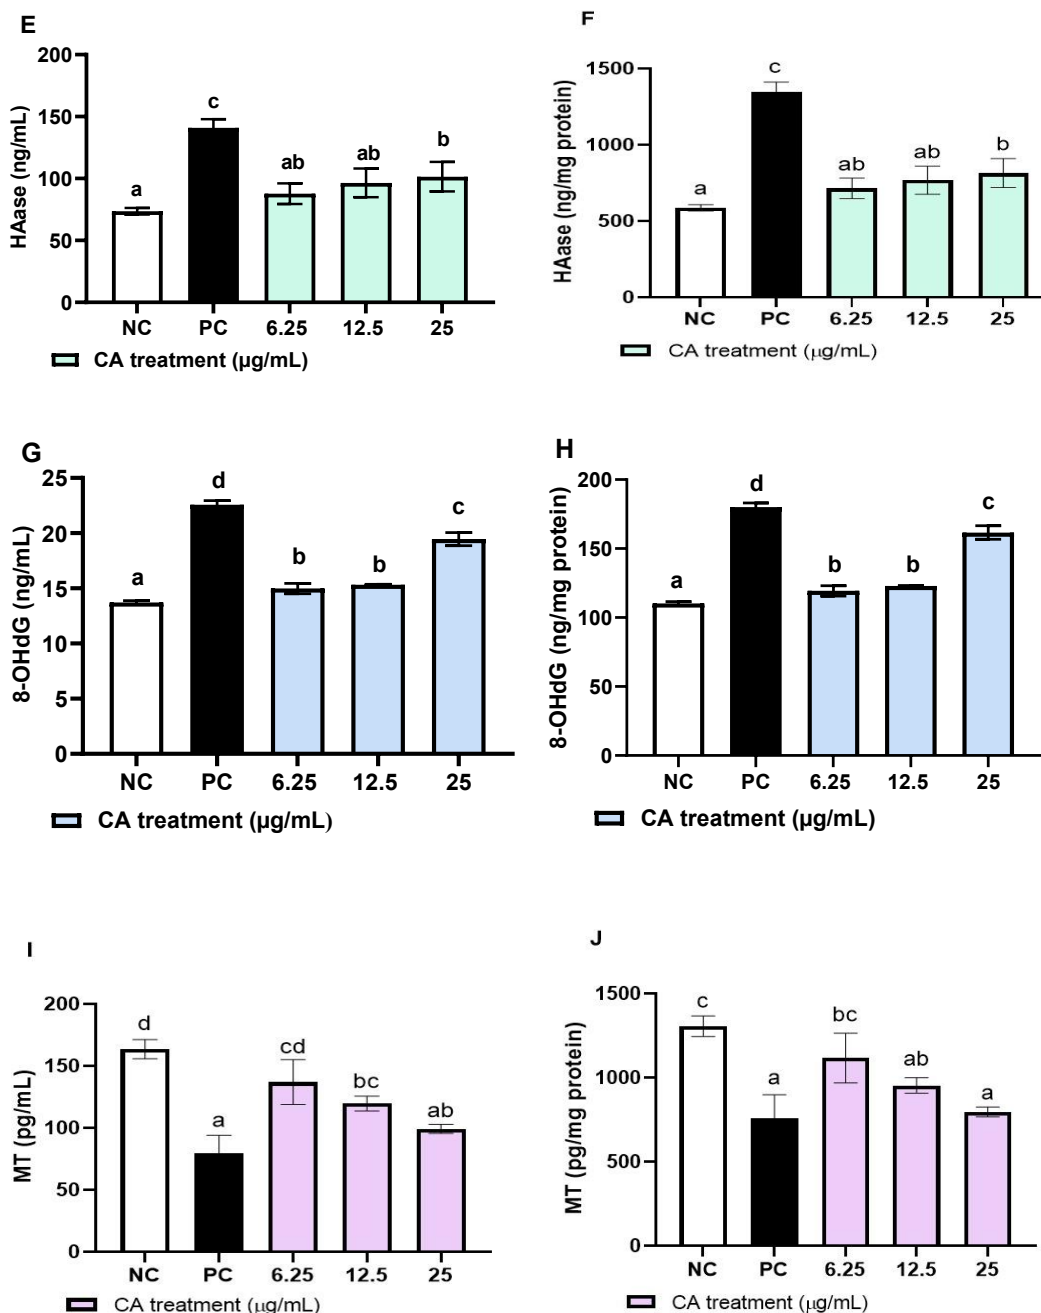 E
HAase (ng/mL)
200
150
100
50
0
a
c
ab
ab
b
NC PC 6.25 12.5 25
CA treatment (µg/mL)
F
HAase (ng/mg protein)
1500
1000
500
0
a
c
ab
ab
b
NC PC 6.25 12.5 25
CA treatment (µg/mL)
G
8-OHdG (ng/mL)
25
20
15
15
5
0
a
d
b
b
c
NC PC 6.25 12.5 25
CA treatment (µg/mL)
H
8-OHdG (ng/mg protein)
200
150
100
50
0
a
d
b
b
c
NC PC 6.25 12.5 25
CA treatment (µg/mL)
I
MT (pg/mL)
200
150
100
50
0
d
a
cd
bc
ab
NC PC 6.25 12.5 25
CA treatment (µg/mL)
J
MT (pg/mg protein)
1500
1000
500
0
c
a
bc
ab
a
NC PC 6.25 12.5 25
CA treatment (µg/mL)